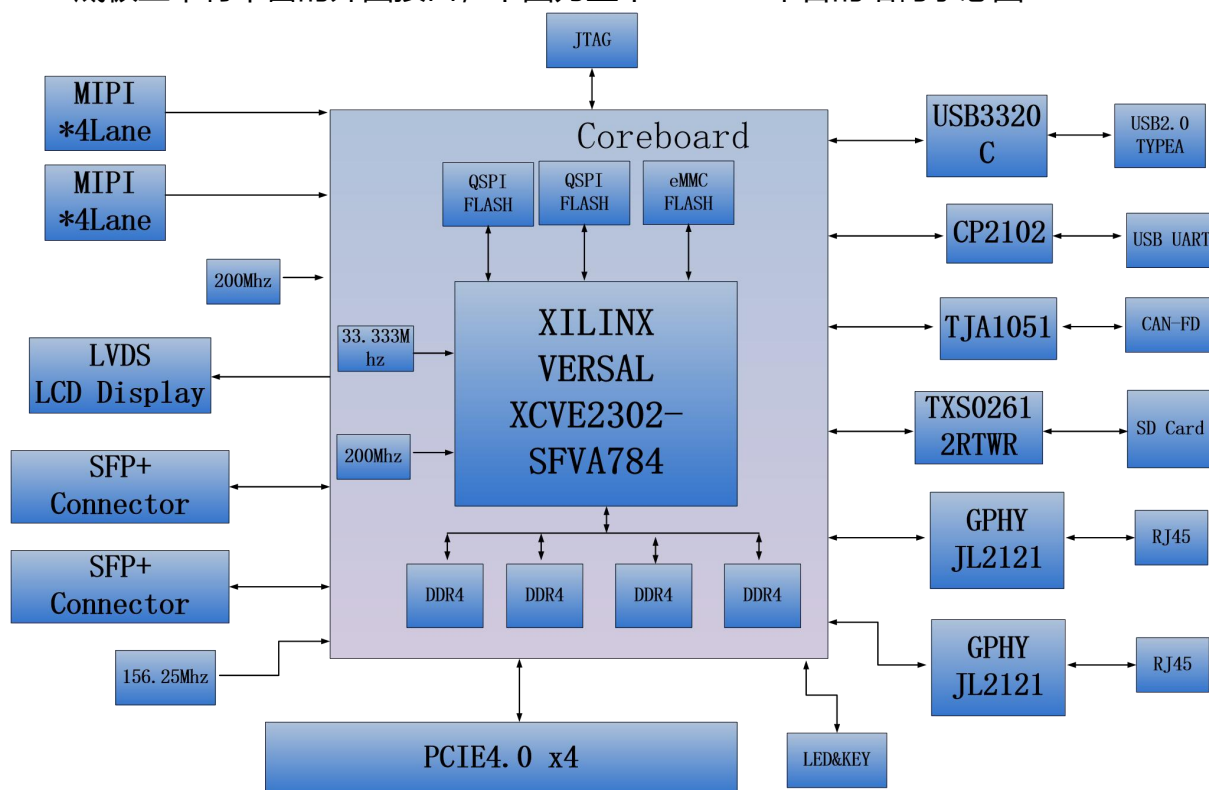 JTAG
MIPI
*4Lane
MIPI
*4Lane
200Mhz
LVDS
LCD Display
SFP+
Connector
SFP+
Connector
156.25Mhz
Coreboard
QSPI
FLASH
QSPI
FLASH
eMMC
FLASH
33.333M
hz
200Mhz
XILINX
VERSAL
XCVE2302-
SFVA784
DDR4
DDR4
DDR4
DDR4
PCIE4.0 x4
LED&KEY
USB3320
C
USB2.0
TYPEA
CP2102
USB UART
TJA1051
CAN-FD
TXS0261
2RTWR
SD Card
GPHY
JL2121
RJ45
GPHY
JL2121
RJ45